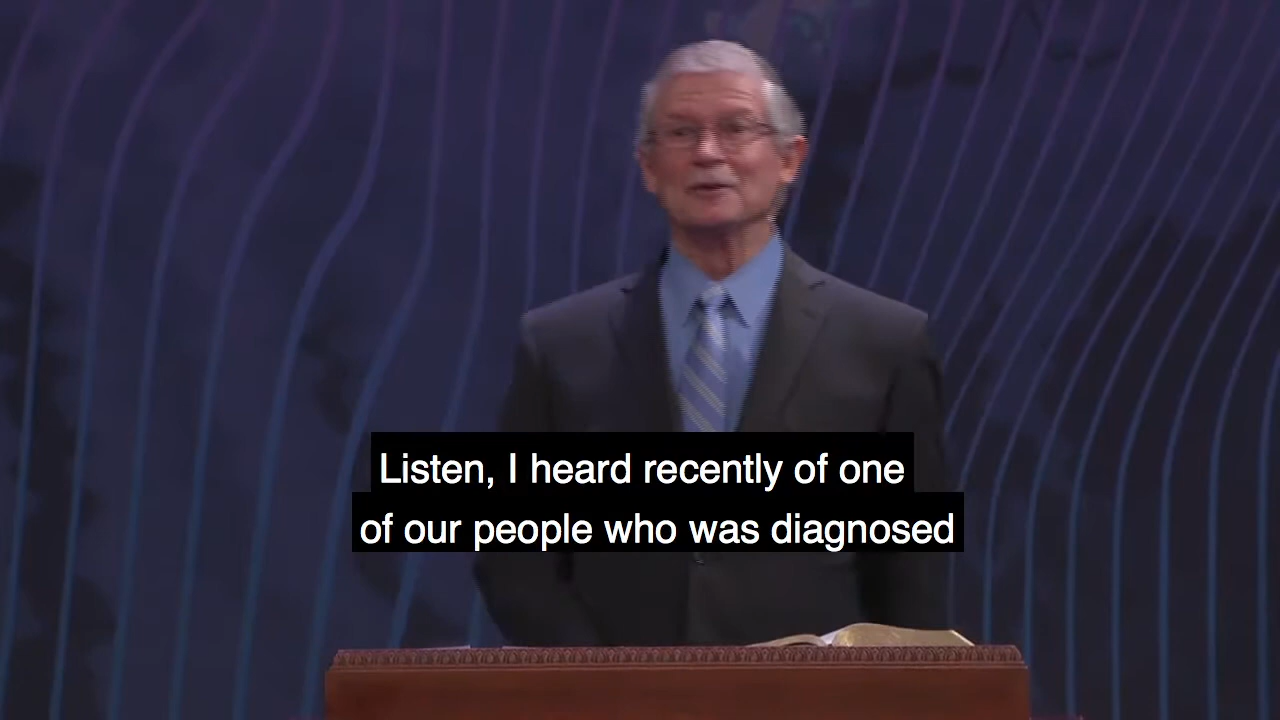 Listen, I heard recently of one
of our people who was diagnosed